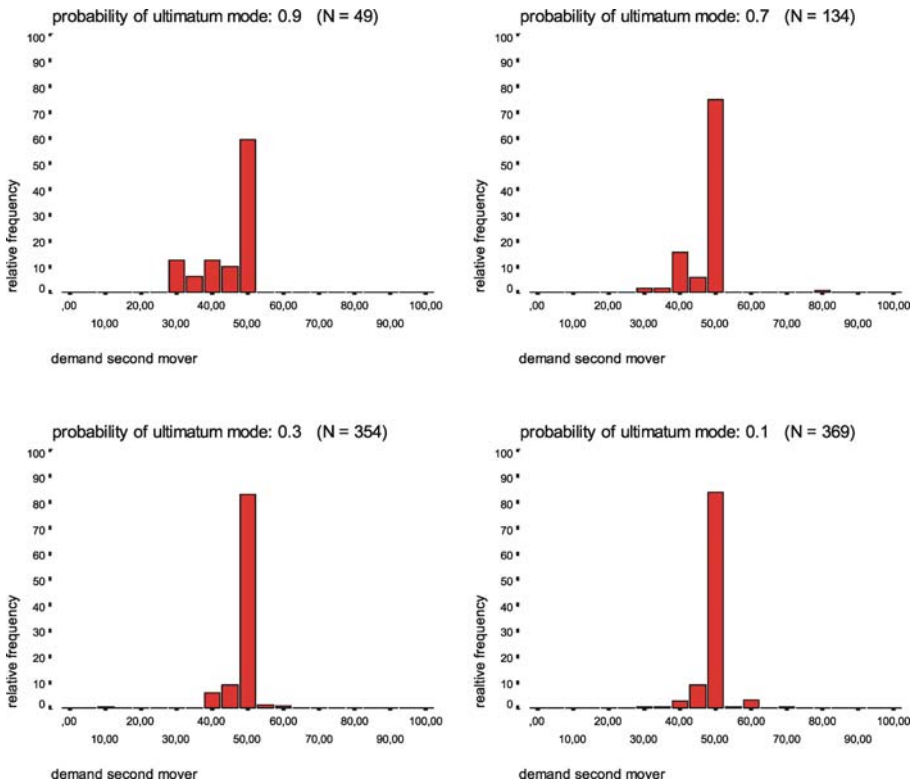 probability of ultimatum mode: 0.9 (N = 49)
100
90
80
70
60
50
40
30
20
10
0
relative frequency
,00 20,00 40,00 60,00 80,00 100,00
10,00 30,00 50,00 70,00 90,00
demand second mover
probability of ultimatum mode: 0.7 (N = 134)
100
90
80
70
60
50
40
30
20
10
0
relative frequency
,00 20,00 40,00 60,00 80,00 100,00
10,00 30,00 50,00 70,00 90,00
demand second mover
probability of ultimatum mode: 0.3 (N = 354)
100
90
80
70
60
50
40
30
20
10
0
relative frequency
,00 20,00 40,00 60,00 80,00 100,00
10,00 30,00 50,00 70,00 90,00
demand second mover
probability of ultimatum mode: 0.1 (N = 369)
100
90
80
70
60
50
40
30
20
10
0
realtive frequency
,00 20,00 40,00 60,00 80,00 100,00
10,00 30,00 50,00 70,00 90,00
demand second mover